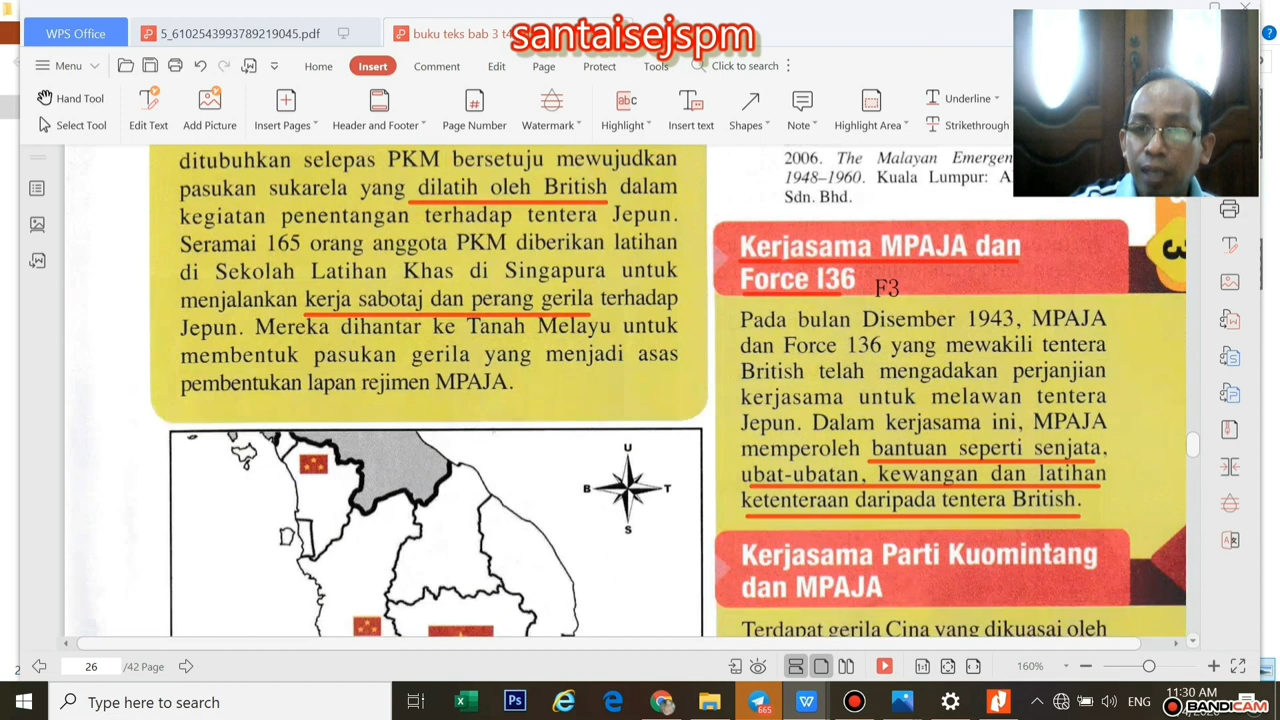 santaisejspm
WPS Office
5_6102543993789219045.pdf
buku teks bab 3 t4
Menu
Home
Insert
Comment
Edit
Page
Protect
Tools
Click to search
Hand Tool
Select Tool
Edit Text
Add Picture
Insert Pages
Header and Footer
Page Number
Watermark
Highlight
Insert text
Shapes
Note
Highlight Area
Underline
Strikethrough
ditubuhkan selepas PKM bersetuju mewujudkan
pasukan sukarela yang dilatih oleh British dalam
kegiatan penentangan terhadap tentera Jepun.
Seramai 165 orang anggota PKM diberikan latihan
di Sekolah Latihan Khas di Singapura untuk
menjalankan kerja sabotaj dan perang gerila terhadap
Jepun. Mereka dihantar ke Tanah Melayu untuk
membentuk pasukan gerila yang menjadi asas
pembentukan lapan rejimen MPAJA.
U
B
T
S
2006. The Malayan Emergen
1948–1960. Kuala Lumpur: A
Sdn. Bhd.
3
Kerjasama MPAJA dan
Force I36
F3
Pada bulan Disember 1943, MPAJA
dan Force 136 yang mewakili tentera
British telah mengadakan perjanjian
kerjasama untuk melawan tentera
Jepun. Dalam kerjasama ini, MPAJA
memperoleh bantuan seperti senjata,
ubat-ubatan, kewangan dan latihan
ketenteraan daripada tentera British.
Kerjasama Parti Kuomintang
dan MPAJA
Terdapat gerila Cina yang dikuasai oleh
26
/42 Page
160%
Type here to search
665
ENG
11:30 AM
BANDICAM